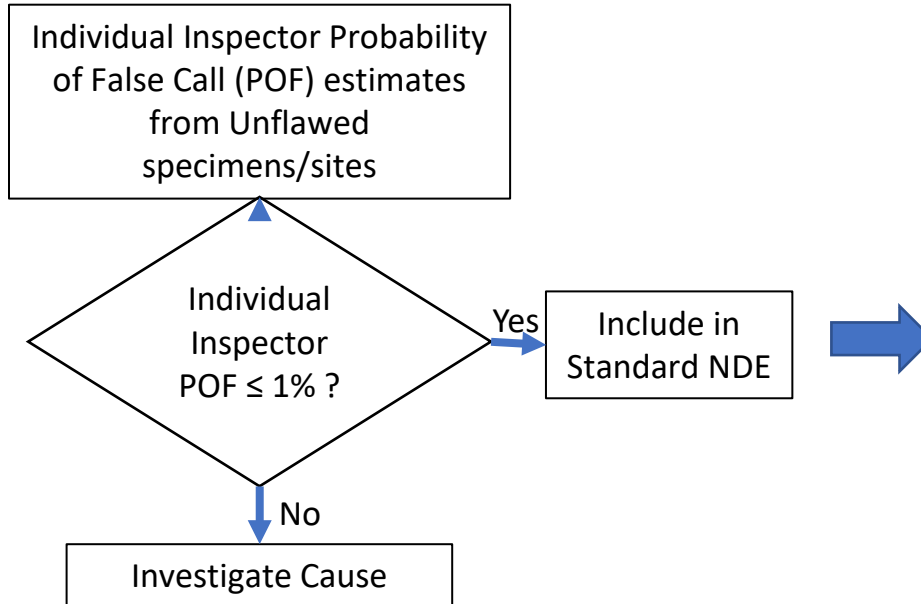 Individual Inspector Probability
of False Call (POF) estimates
from Unflawed
specimens/sites
Individual
Inspector
POF ≤ 1% ?
Yes
Include in
Standard NDE
No
Investigate Cause